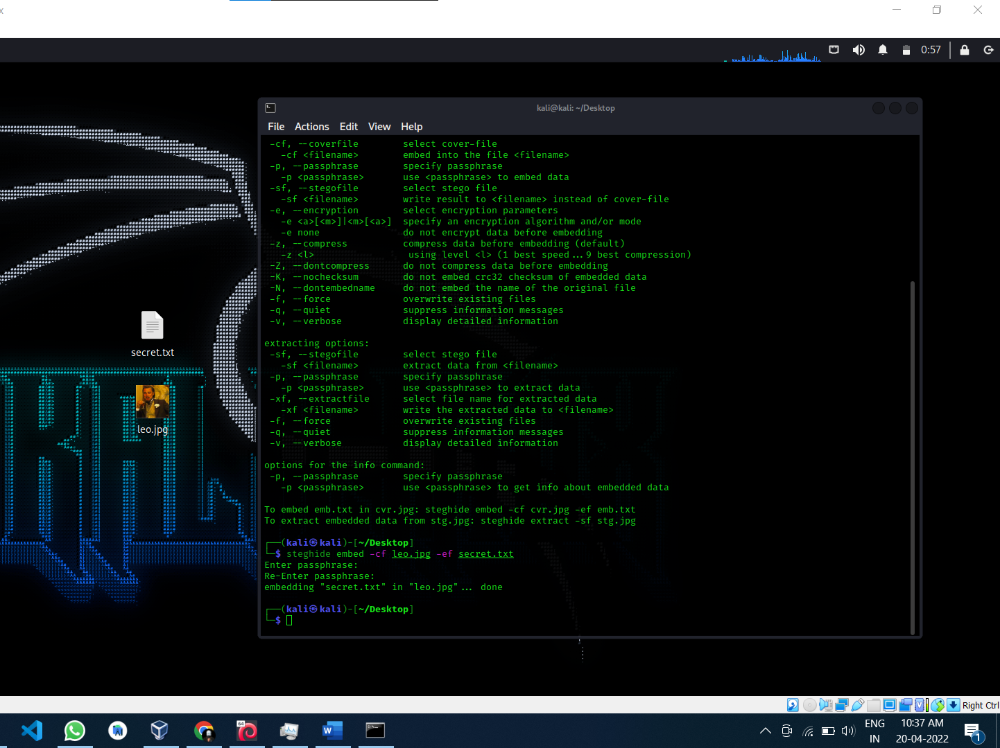 x
0:57
kali@kali: ~/Desktop
File Actions Edit View Help
-cf, --coverfile select cover-file
-cf <filename> embed into the file <filename>
-p, --passphrase specify passphrase
-p <passphrase> use <passphrase> to embed data
-sf, --stegofile select stego file
-sf <filename> write result to <filename> instead of cover-file
-e, --encryption select encryption parameters
-e <a>[<m>]|<m>[<a>] specify an encryption algorithm and/or mode
-e none do not encrypt data before embedding
-z, --compress compress data before embedding (default)
-z <l> using level <l> (1 best speed...9 best compression)
-Z, --dontcompress do not compress data before embedding
-K, --nochecksum do not embed crc32 checksum of embedded data
-N, --dontembedname do not embed the name of the original file
-f, --force overwrite existing files
-q, --quiet suppress information messages
-v, --verbose display detailed information
extracting options:
-sf, --stegofile select stego file
-sf <filename> extract data from <filename>
-p, --passphrase specify passphrase
-p <passphrase> use <passphrase> to extract data
-xf, --extractfile select file name for extracted data
-xf <filename> write the extracted data to <filename>
-f, --force overwrite existing files
-q, --quiet suppress information messages
-v, --verbose display detailed information
options for the info command:
-p, --passphrase specify passphrase
-p <passphrase> use <passphrase> to get info about embedded data
To embed emb.txt in cvr.jpg: steghide embed -cf cvr.jpg -ef emb.txt
To extract embedded data from stg.jpg: steghide extract -sf stg.jpg
┌──(kali㉿kali)-[~/Desktop]
└─$ steghide embed -cf leo.jpg -ef secret.txt
Enter passphrase:
Re-Enter passphrase:
embedding "secret.txt" in "leo.jpg"... done
┌──(kali㉿kali)-[~/Desktop]
└─$
secret.txt
leo.jpg
KALI
Right Ctrl
64
W
ENG
IN
10:37 AM
20-04-2022
1